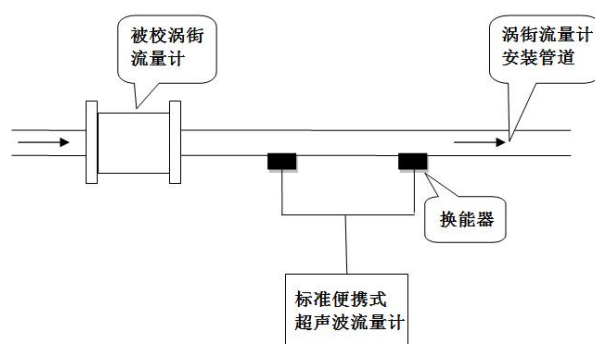 被校涡街
流量计
涡街流量计
安装管道
换能器
标准便携式
超声波流量计